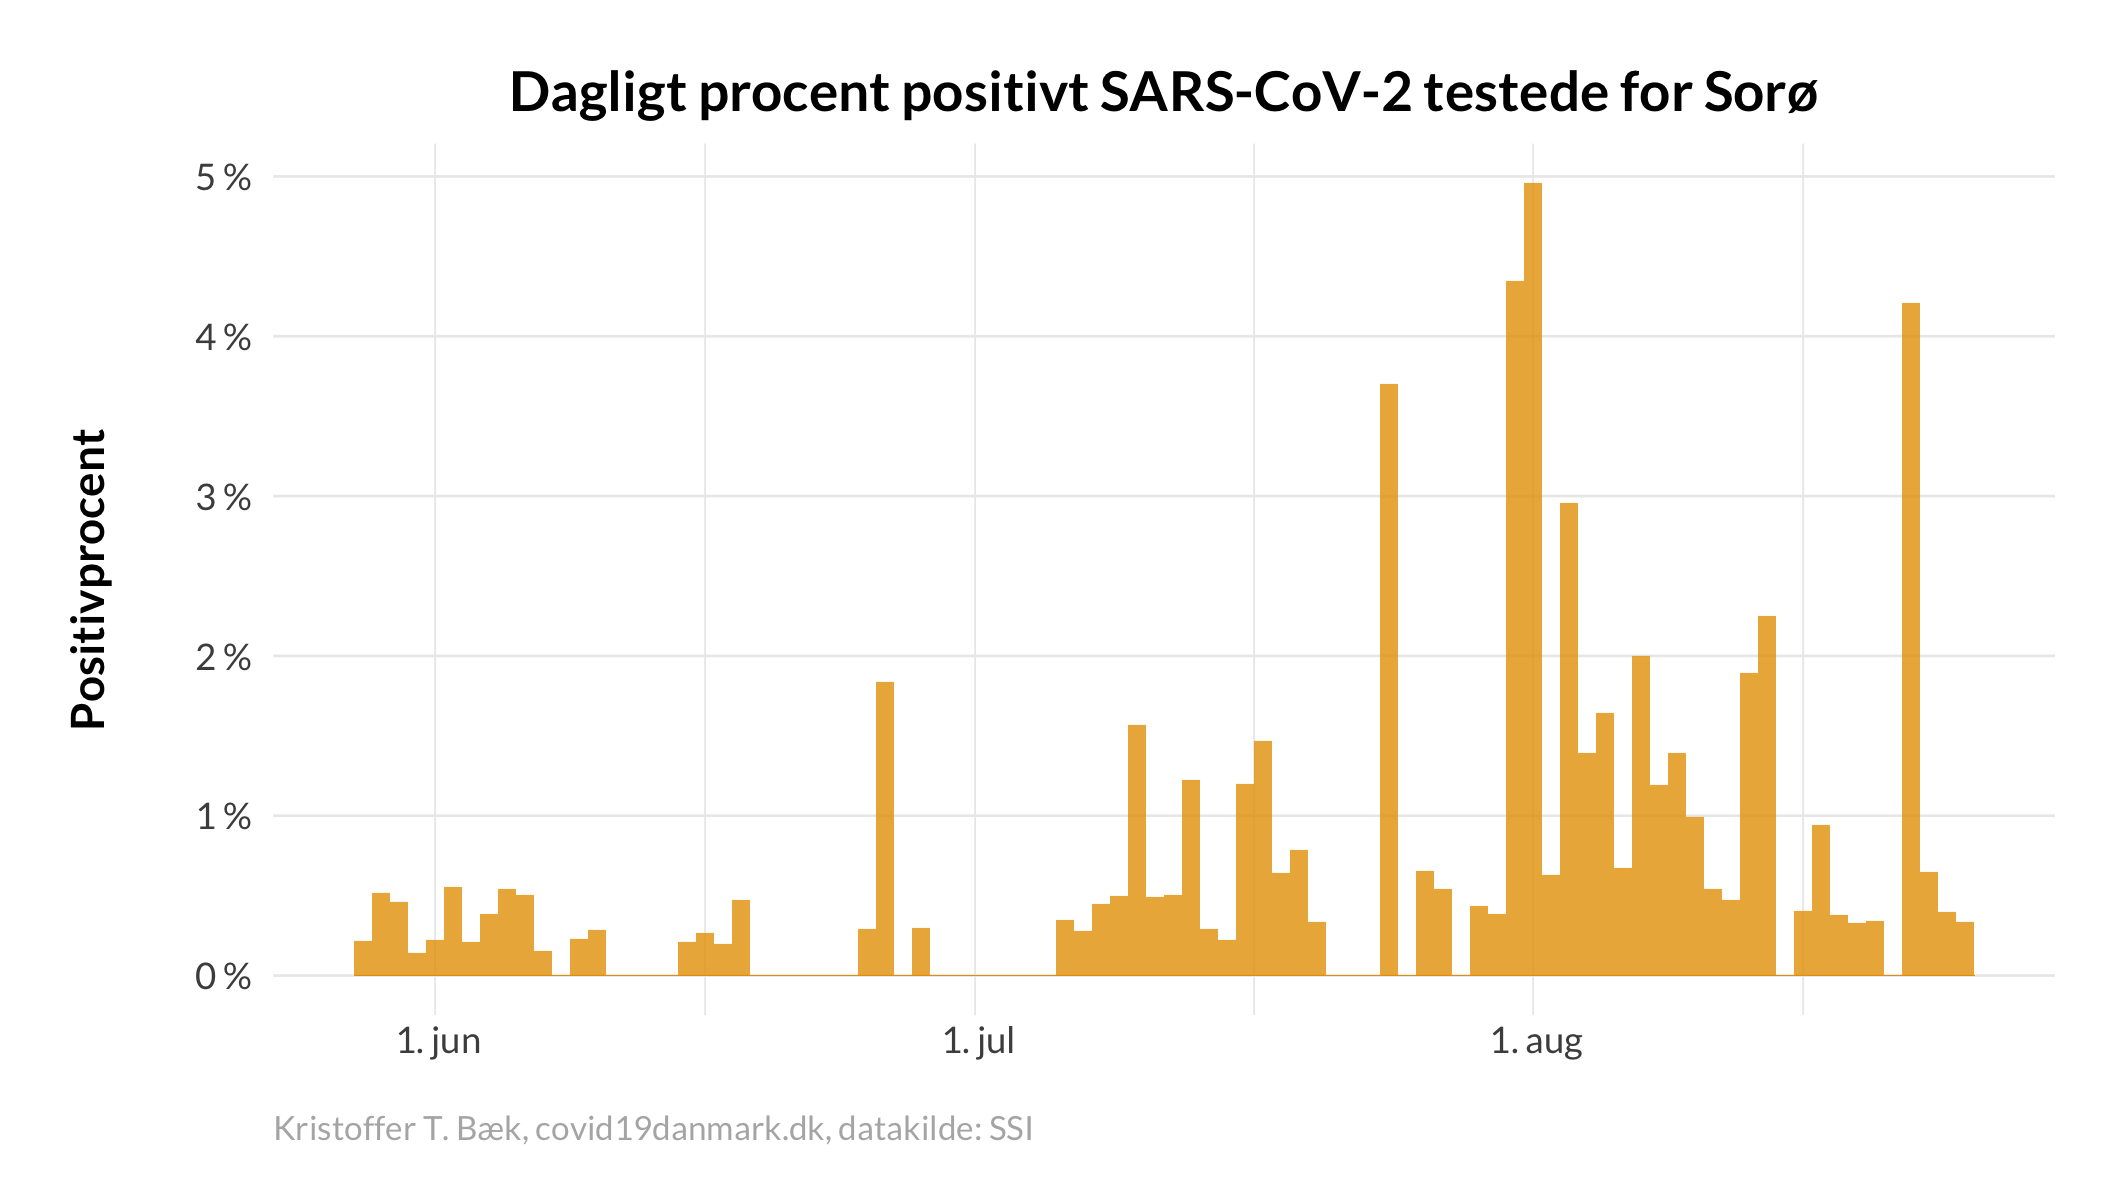 Dagligt procent positivt SARS-CoV-2 testede for Sorø
Positivprocent
5 %
4 %
3 %
2 %
1 %
0 %
1. jun
1. jul
1. aug
Kristoffer T. Bæk, covid19danmark.dk, datakilde: SSI